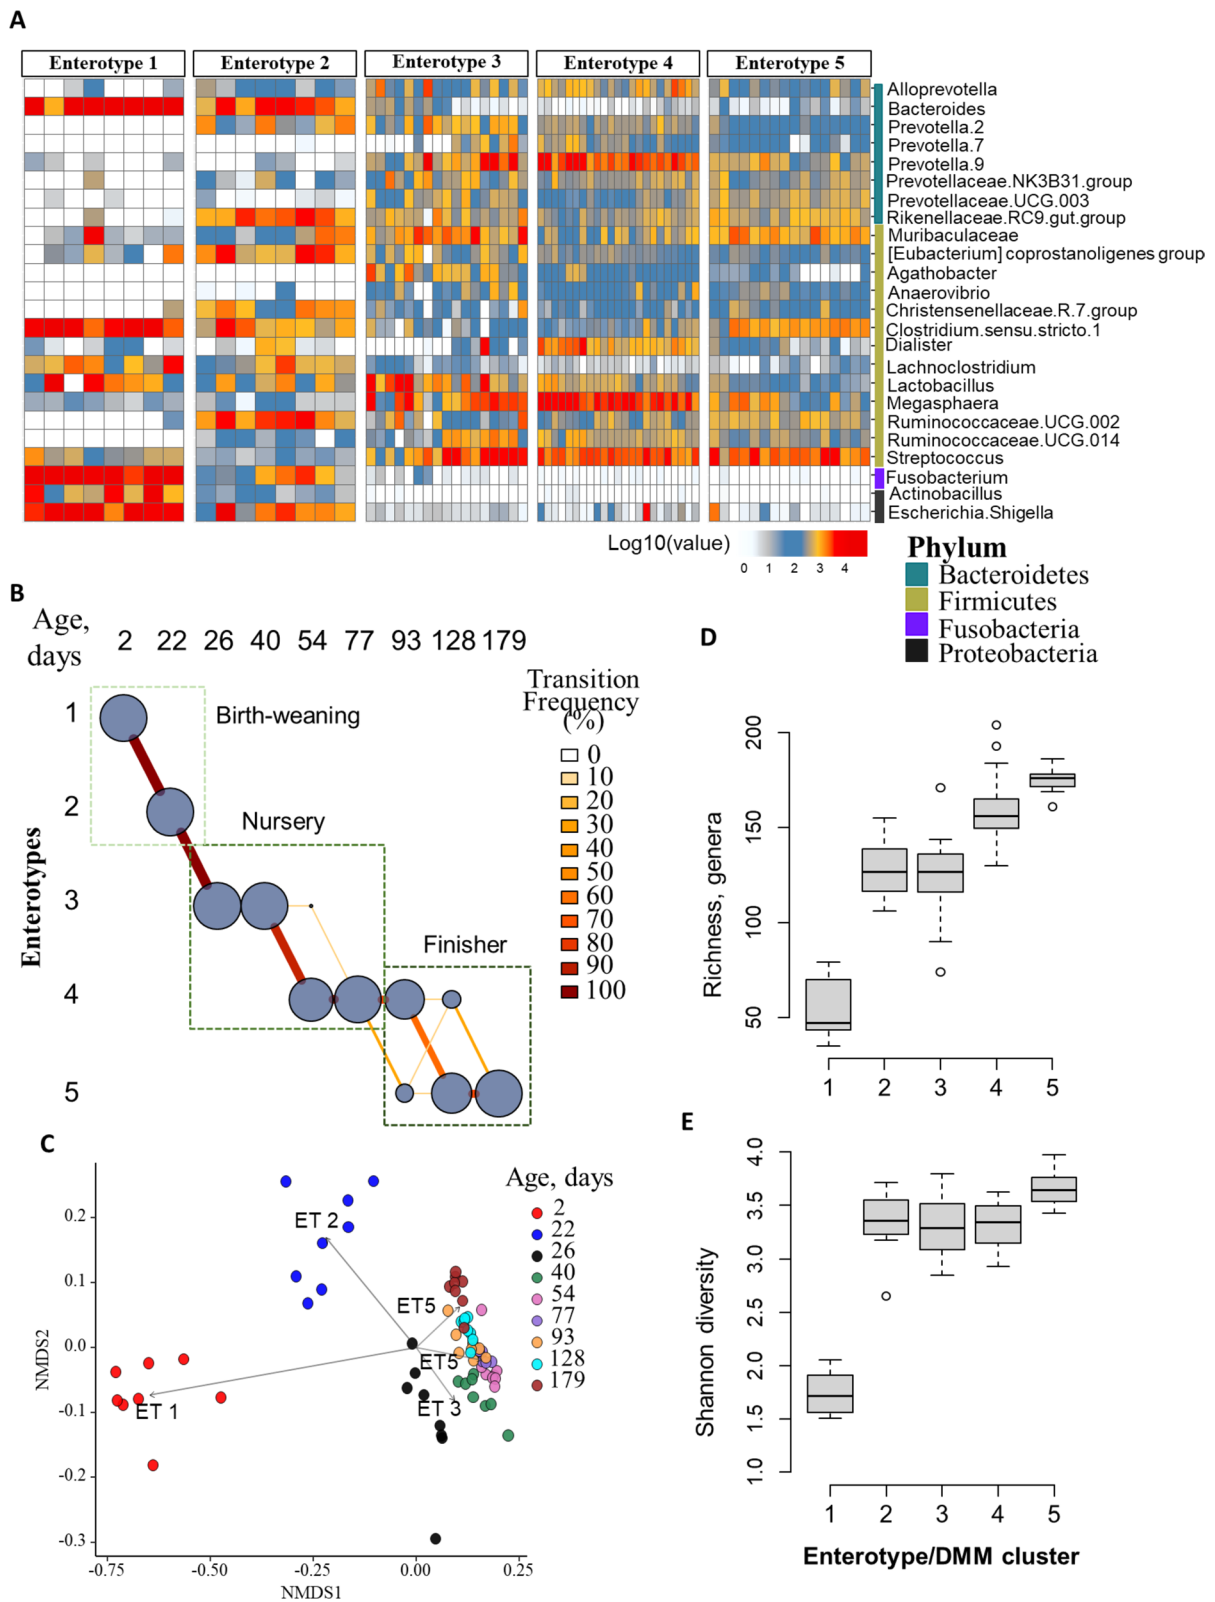 A
Enterotype 1
Enterotype 2
Enterotype 3
Enterotype 4
Enterotype 5
Alloprevotella
Bacteroides
Prevotella.2
Prevotella.7
Prevotella.9
Prevotellaceae.NK3B31.group
Prevotellaceae.UCG.003
Rikenellaceae.RC9.gut.group
Muribaculaceae
[Eubacterium] coprostanoligenes group
Agathobacter
Anaerovibrio
Christensenellaceae.R.7.group
Clostridium.sensu.stricto.1
Dialister
Lachnoclostridium
Lactobacillus
Megasphaera
Ruminococcaceae.UCG.002
Ruminococcaceae.UCG.014
Streptococcus
Fusobacterium
Actinobacillus
Escherichia.Shigella
Log10(value)
0 1 2 3 4
Phylum
Bacteroidetes
Firmicutes
Fusobacteria
Proteobacteria
B
Age,
days
2 22 26 40 54 77 93 128 179
Enterotypes
1
2
3
4
5
Birth-weaning
Nursery
Finisher
Transition
Frequency
(%)
0
10
20
30
40
50
60
70
80
90
100
C
NMDS2
0.2
0.1
0.0
-0.1
-0.2
-0.3
-0.75 -0.50 -0.25 0.00 0.25
NMDS1
ET 2
ET5
ET5
ET 3
ET 1
Age, days
2
22
26
40
54
77
93
128
179
D
Richness, genera
200
150
100
50
1 2 3 4 5
E
Shannon diversity
4.0
3.5
3.0
2.5
2.0
1.5
1.0
1 2 3 4 5
Enterotype/DMM cluster